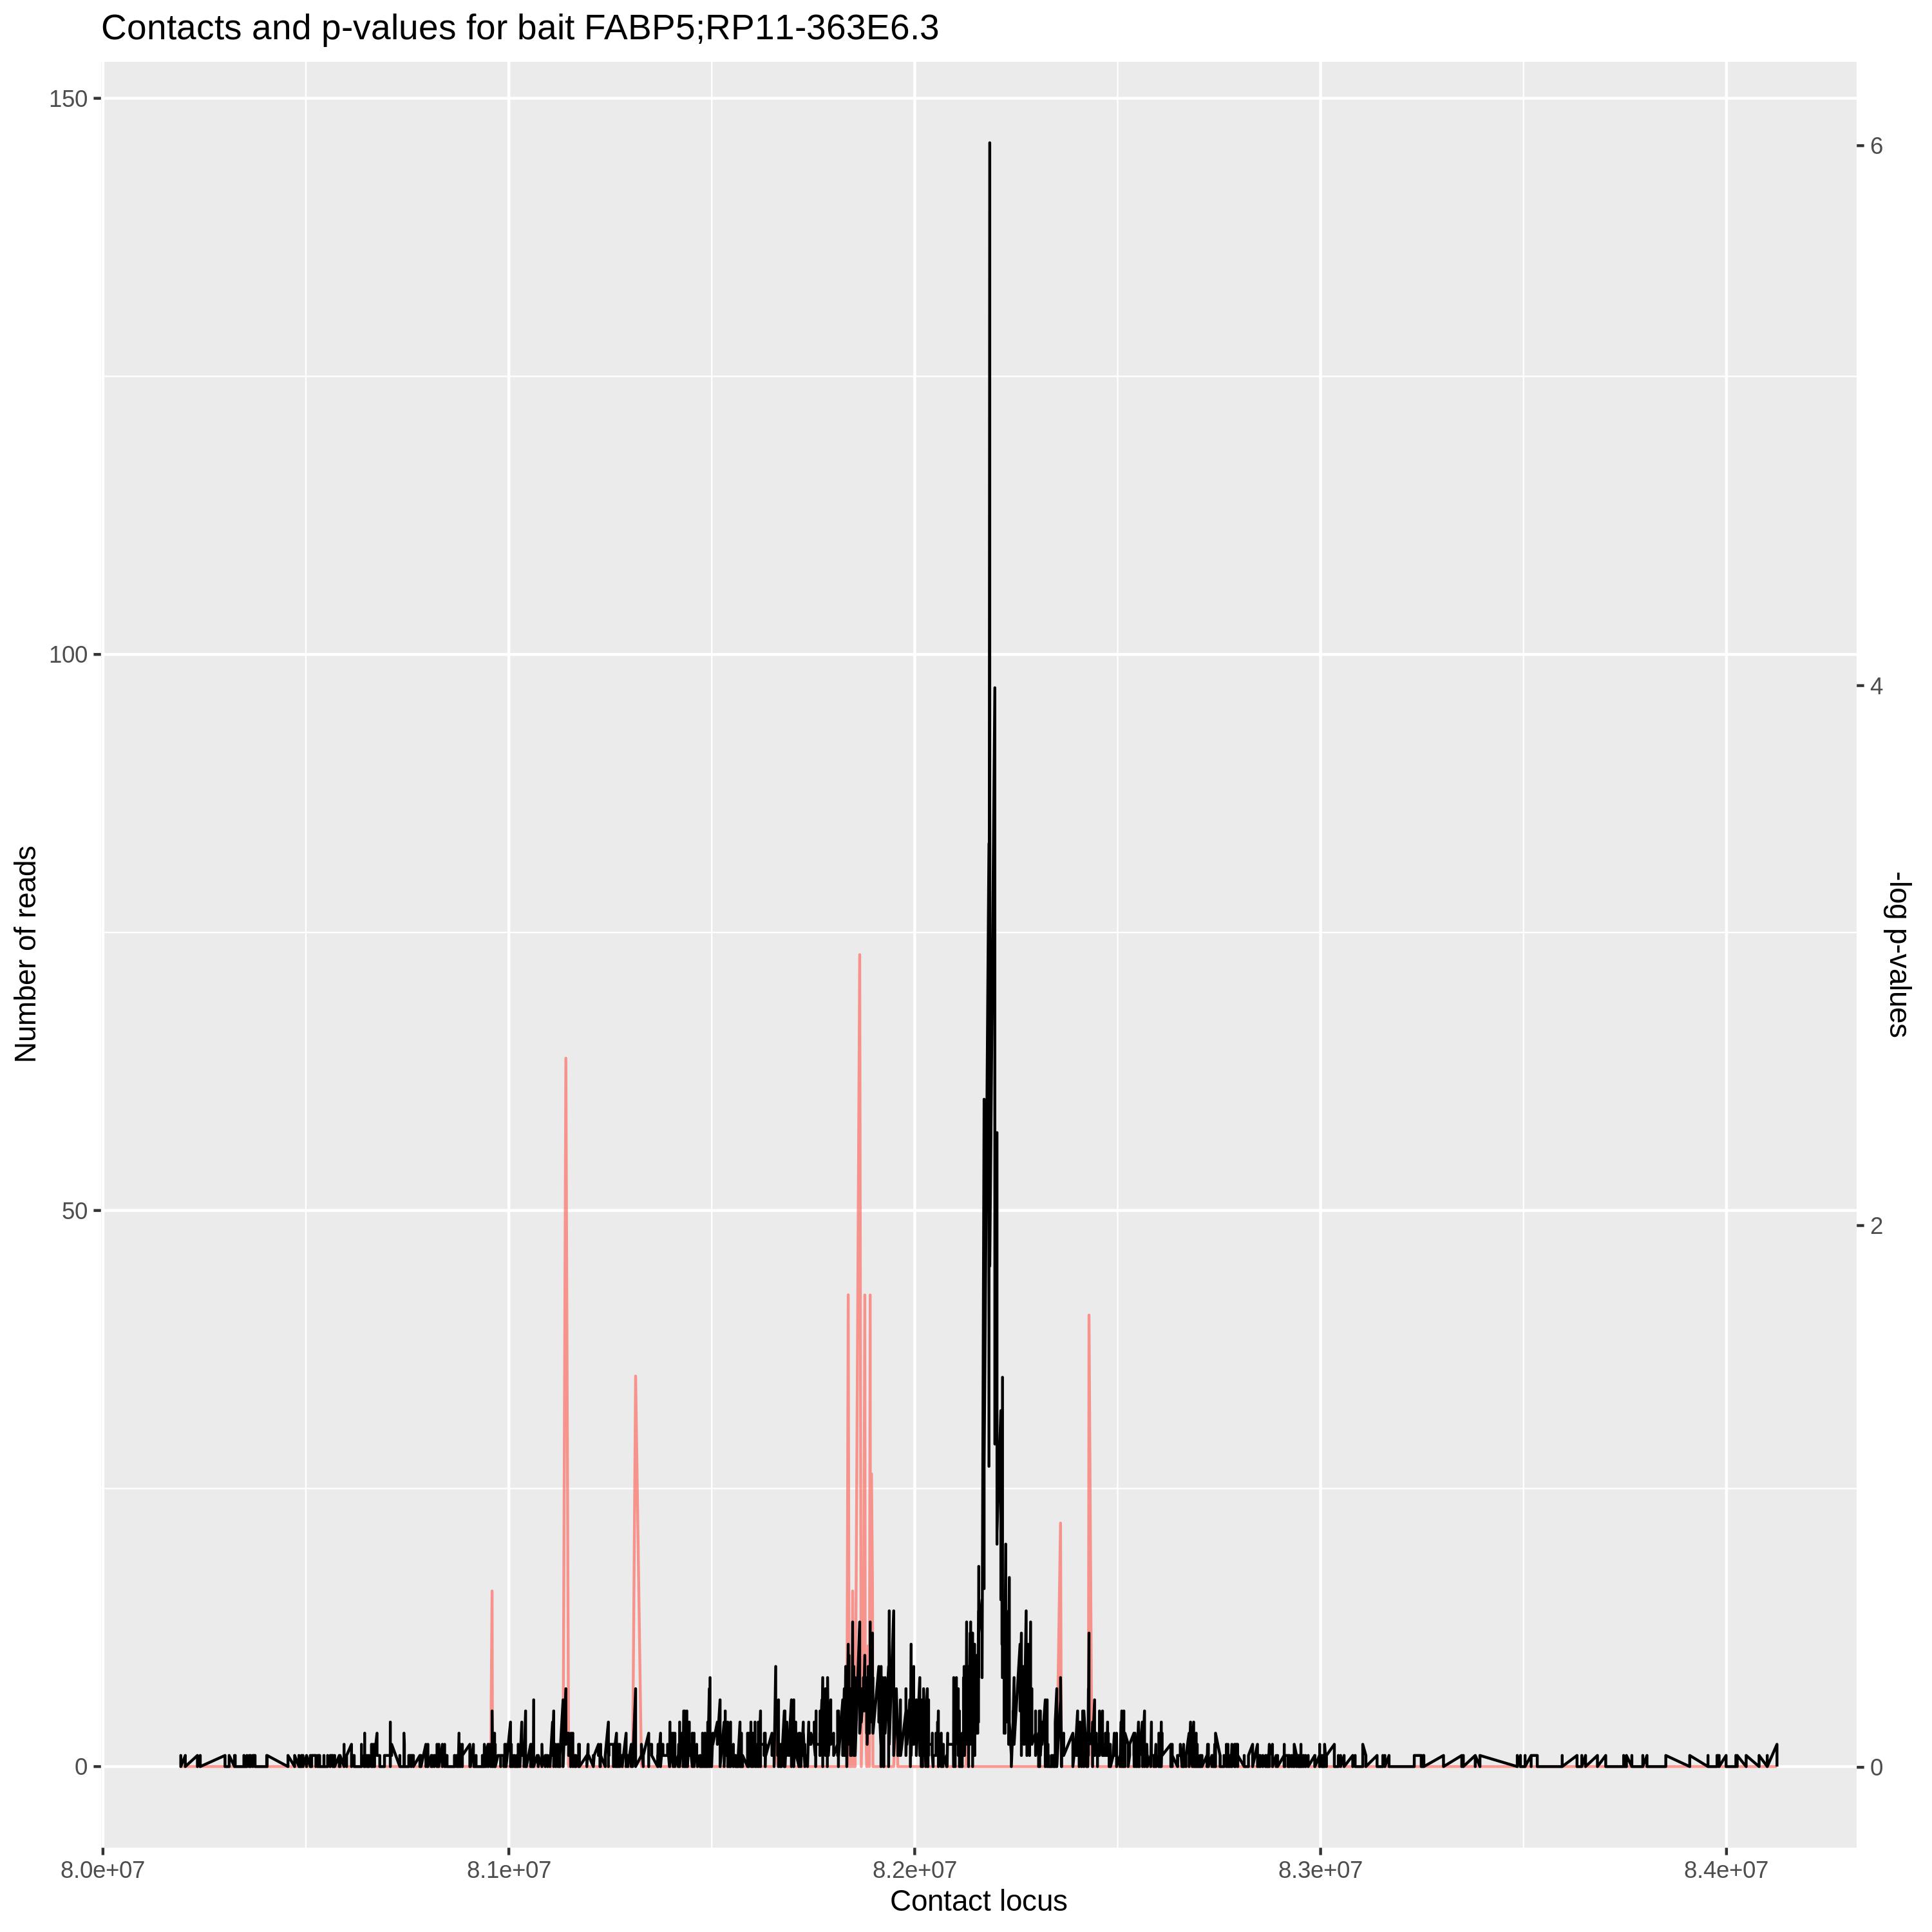 Contacts and p-values for bait FABP5;RP11-363E6.3
150
100
50
0
Number of reads
6
4
2
0
-log p-values
8.0e+07
8.1e+07
8.2e+07
8.3e+07
8.4e+07
Contact locus